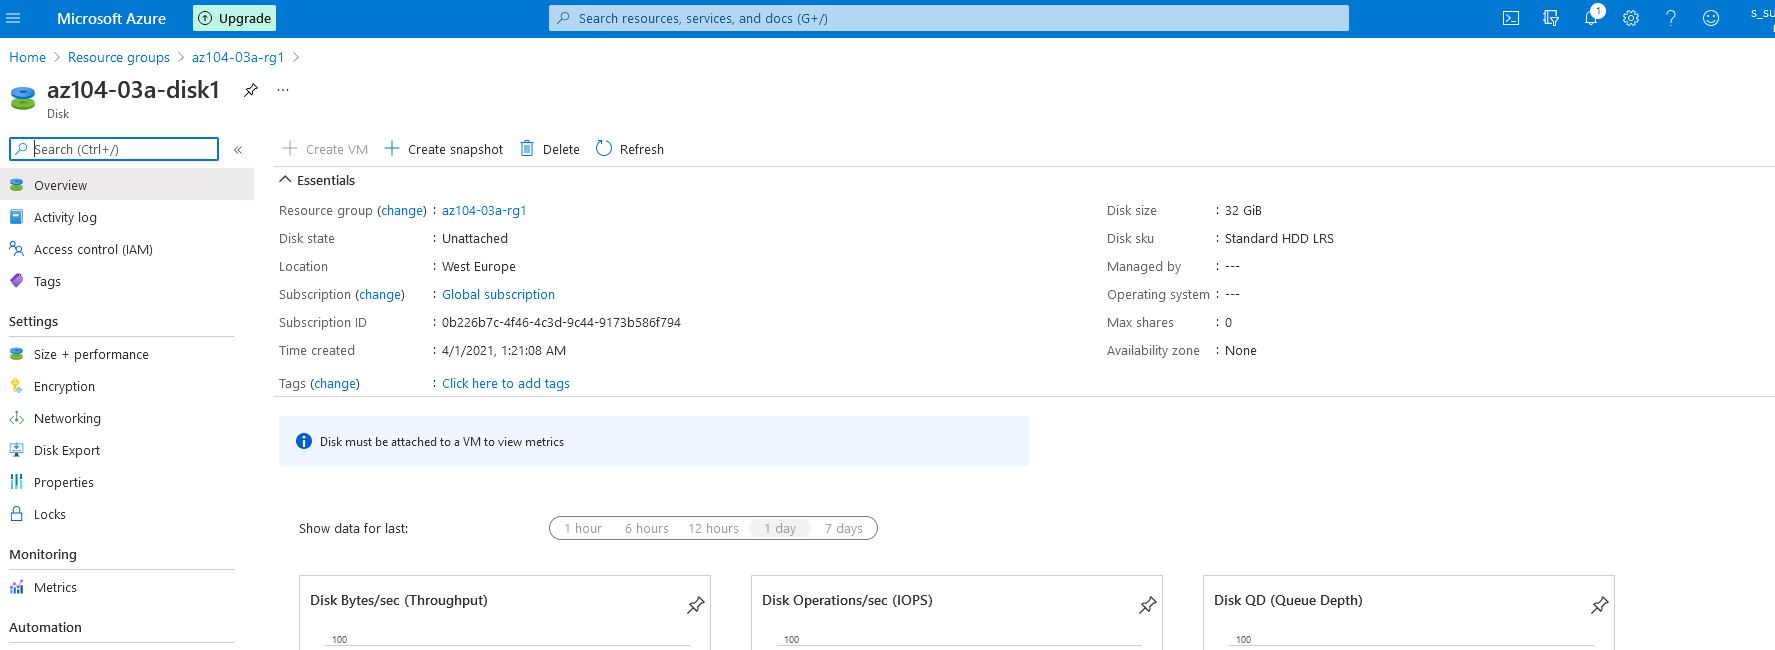 Microsoft Azure
Upgrade
Search resources, services, and docs (G+/)
1
Home > Resource groups > az104-03a-rg1 >
az104-03a-disk1
...
Disk
Search (Ctrl+/)
«
Create VM
Create snapshot
Delete
Refresh
Overview
Activity log
Access control (IAM)
Tags
Settings
Size + performance
Encryption
Networking
Disk Export
Properties
Locks
Monitoring
Metrics
Automation
Essentials
Resource group (change) : az104-03a-rg1
Disk state : Unattached
Location : West Europe
Subscription (change) : Global subscription
Subscription ID : 0b226b7c-4f46-4c3d-9c44-9173b586f794
Time created : 4/1/2021, 1:21:08 AM
Tags (change) : Click here to add tags
Disk size : 32 GiB
Disk sku : Standard HDD LRS
Managed by : ---
Operating system : ---
Max shares : 0
Availability zone : None
Disk must be attached to a VM to view metrics
Show data for last:
1 hour 6 hours 12 hours 1 day 7 days
Disk Bytes/sec (Throughput)
100
Disk Operations/sec (IOPS)
100
Disk QD (Queue Depth)
100